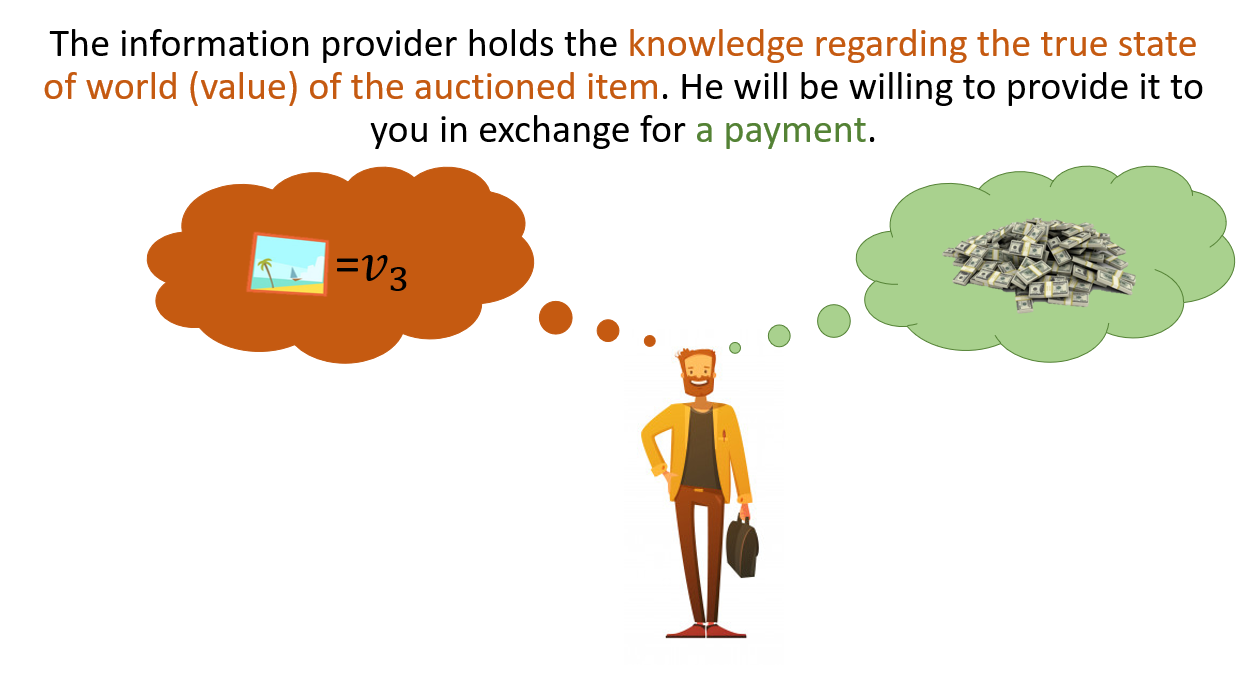 The information provider holds the knowledge regarding the true state
of world (value) of the auctioned item. He will be willing to provide it to
you in exchange for a payment.
=v₃